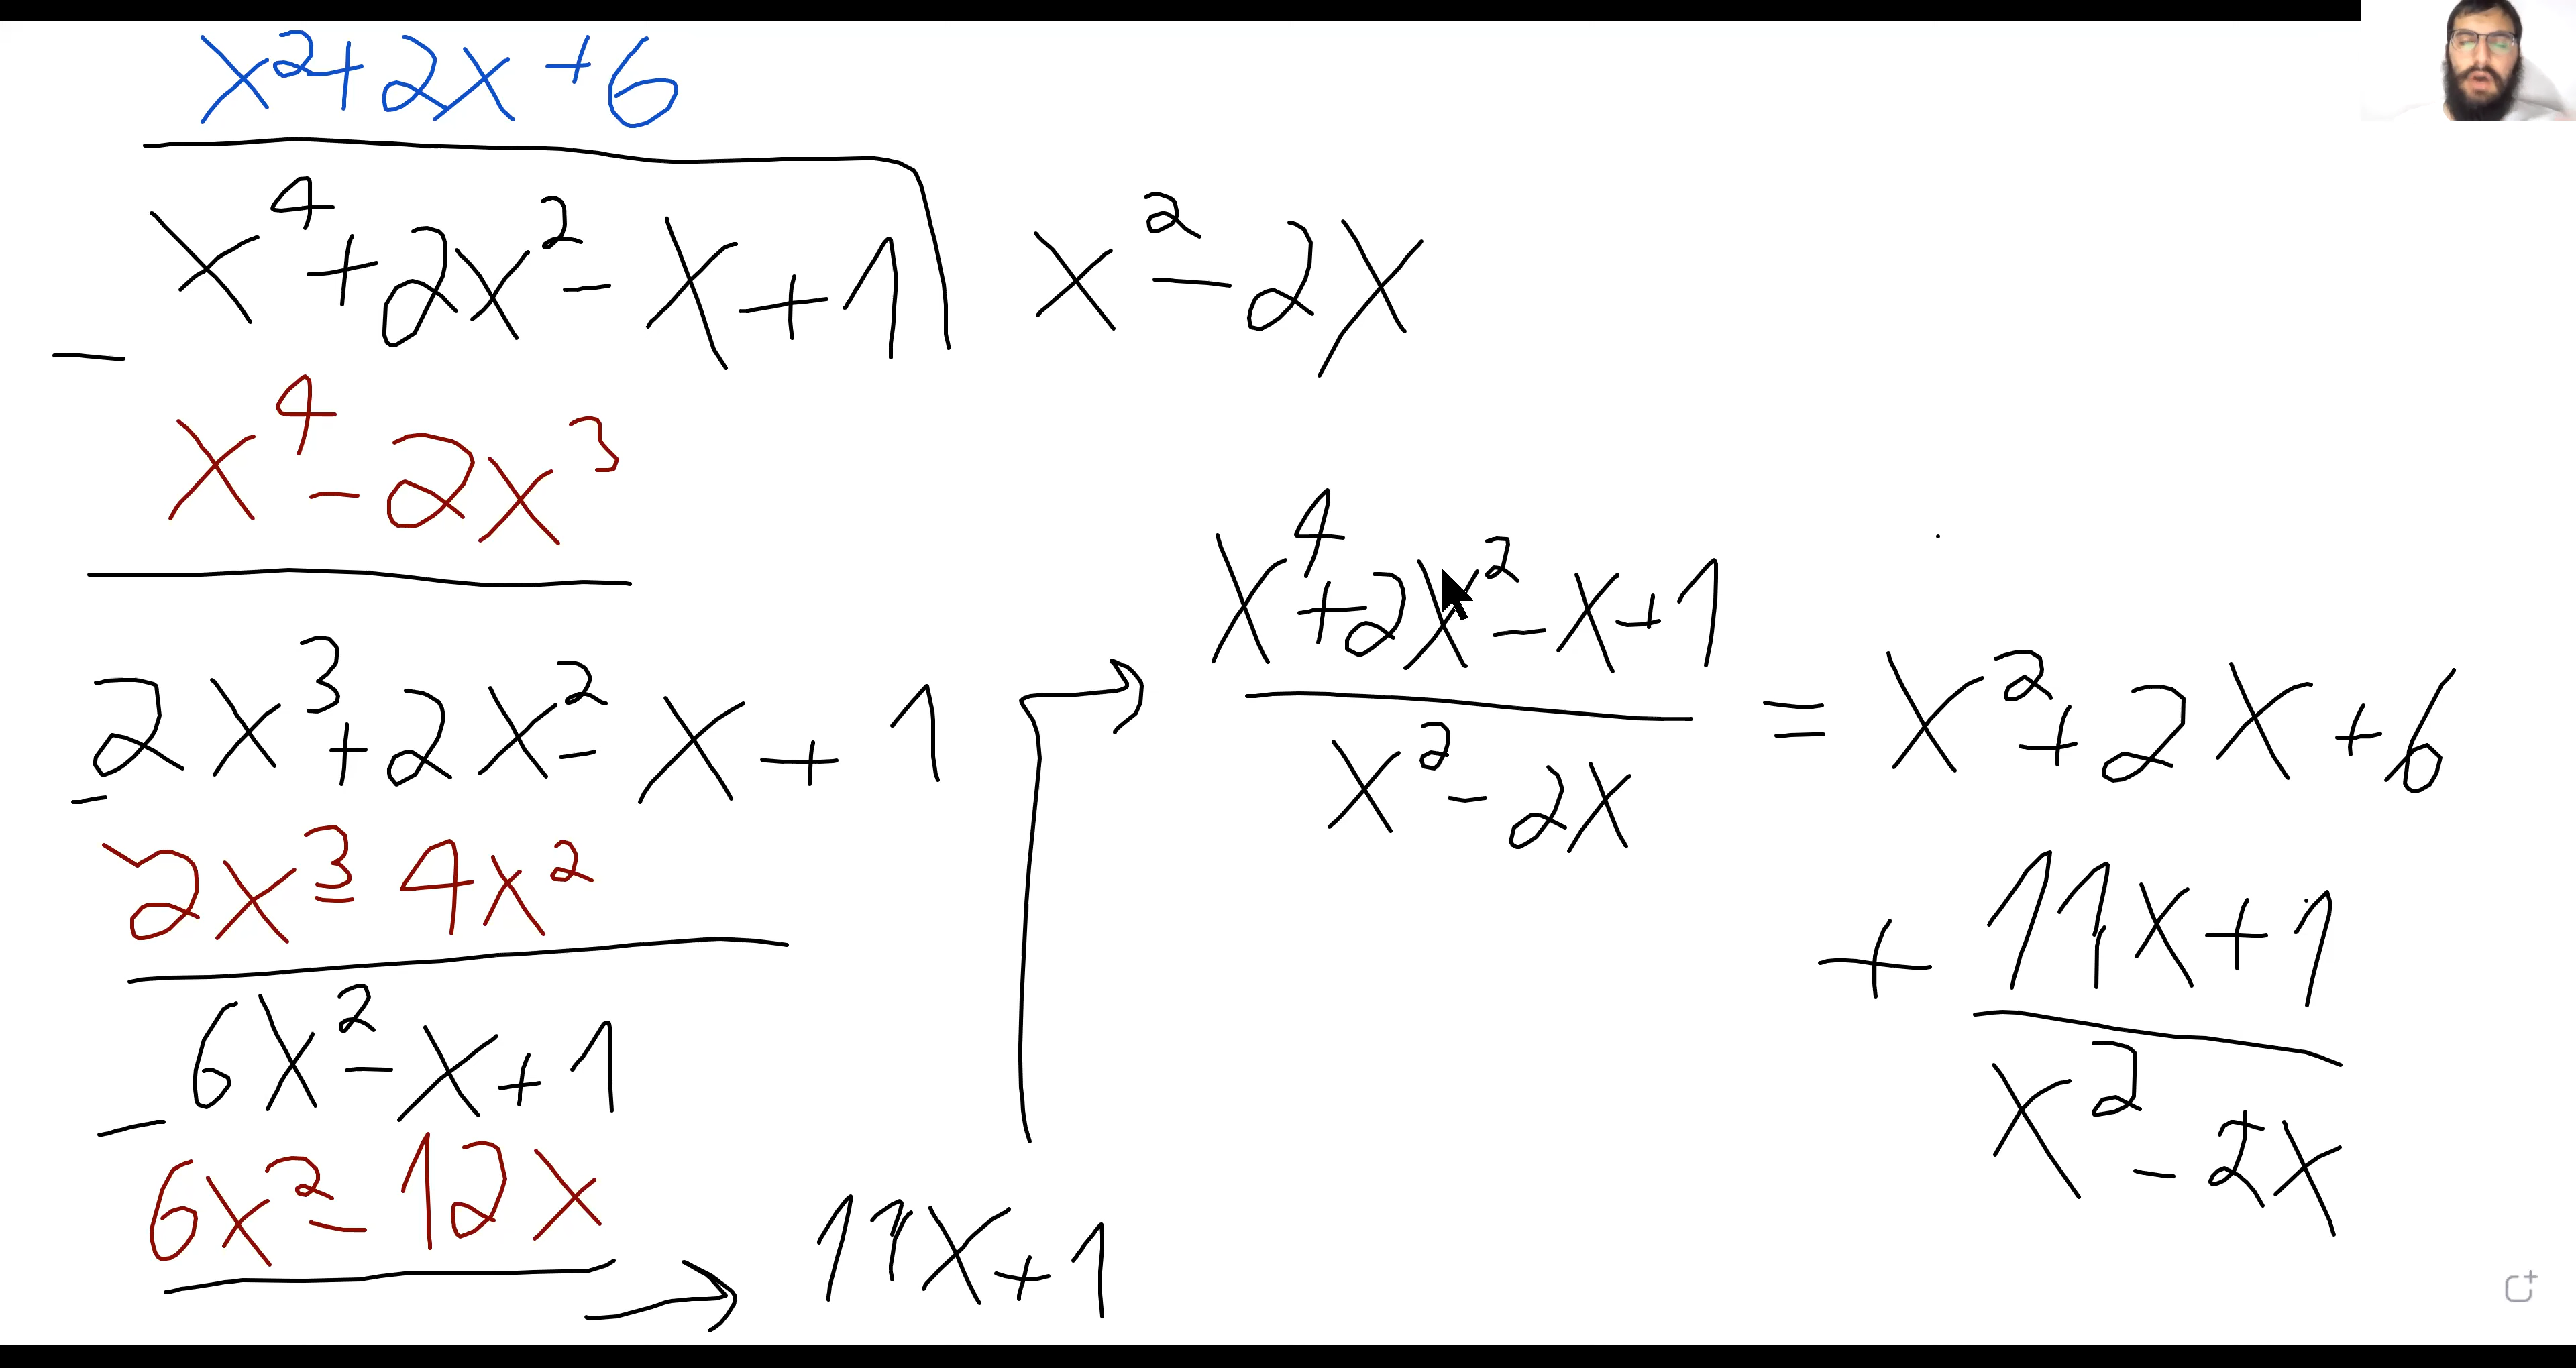 x²+2x+6
x⁴+2x²-x+1 x²-2x
-
x⁴-2x³
2x³+2x²-x+1
-
2x³-4x²
6x²-x+1
-
6x²-12x
→ 11x+1
→ x⁴+2x²-x+1
x²-2x
= x²+2x+6
+ 11x+1
x²-2x